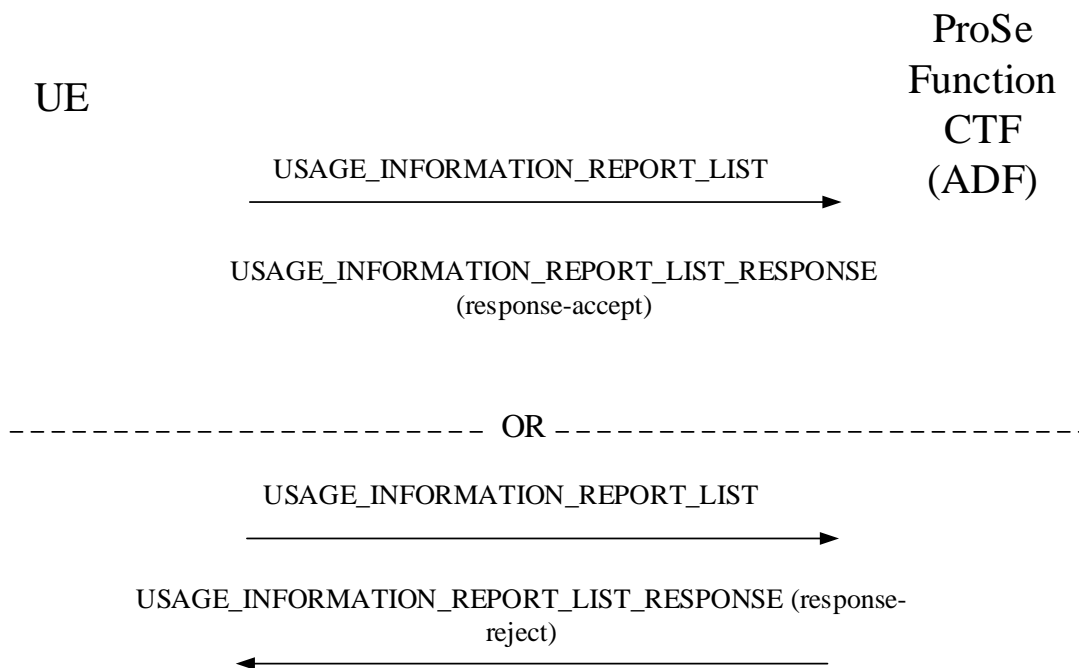 UE
ProSe
Function
CTF
(ADF)
USAGE_INFORMATION_REPORT_LIST
USAGE_INFORMATION_REPORT_LIST_RESPONSE
(response-accept)
OR
USAGE_INFORMATION_REPORT_LIST
USAGE_INFORMATION_REPORT_LIST_RESPONSE (response-
reject)